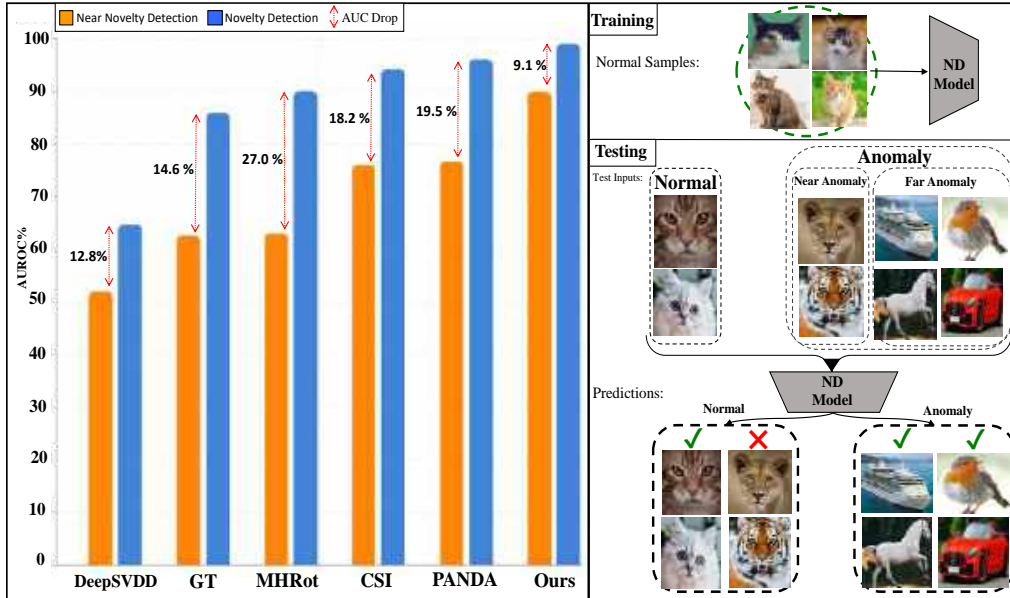 Near Novelty Detection Novelty Detection AUC Drop
AUROC%
100
90
80
70
60
50
40
30
20
10
0
12.8%
14.6 %
27.0 %
18.2 %
19.5 %
9.1 %
DeepSVDD GT MHRot CSI PANDA Ours
Training
Normal Samples:
ND
Model
Testing
Test Inputs:
Normal
Anomaly
Near Anomaly Far Anomaly
ND
Model
Predictions:
Normal Anomaly